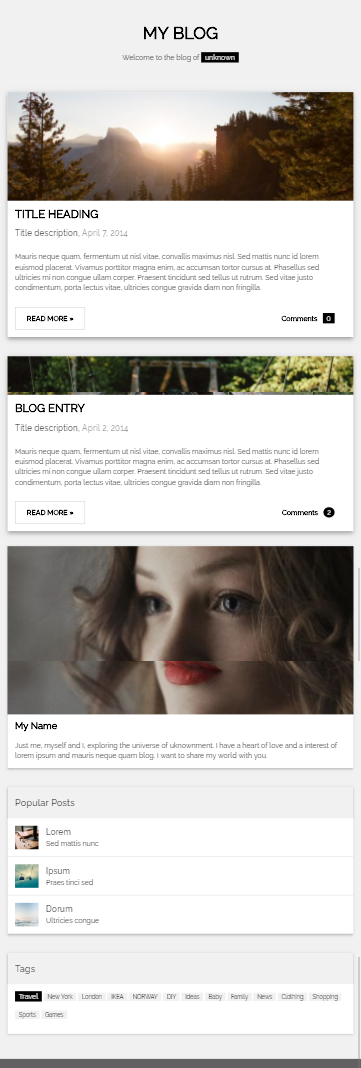 MY BLOG
Welcome to the blog of unknown
TITLE HEADING
Title description, April 7, 2014
Mauris neque quam, fermentum ut nisl vitae, convallis maximus nisl. Sed mattis nunc id lorem
euismod placerat. Vivamus porttitor magna enim, ac accumsan tortor cursus at. Phasellus sed
ultricies mi non congue ullam corper. Praesent tincidunt sed tellus ut rutrum. Sed vitae justo
condimentum, porta lectus vitae, ultricies congue gravida diam non fringilla.
READ MORE »
Comments 0
BLOG ENTRY
Title description, April 2, 2014
Mauris neque quam, fermentum ut nisl vitae, convallis maximus nisl. Sed mattis nunc id lorem
euismod placerat. Vivamus porttitor magna enim, ac accumsan tortor cursus at. Phasellus sed
ultricies mi non congue ullam corper. Praesent tincidunt sed tellus ut rutrum. Sed vitae justo
condimentum, porta lectus vitae, ultricies congue gravida diam non fringilla.
READ MORE »
Comments 2
My Name
Just me, myself and I, exploring the universe of uknownment. I have a heart of love and a interest of
lorem ipsum and mauris neque quam blog. I want to share my world with you.
Popular Posts
Lorem
Sed mattis nunc
Ipsum
Praes tinci sed
Dorum
Ultricies congue
Tags
Travel New York London IKEA NORWAY DIY Ideas Baby Family News Clothing Shopping
Sports Games